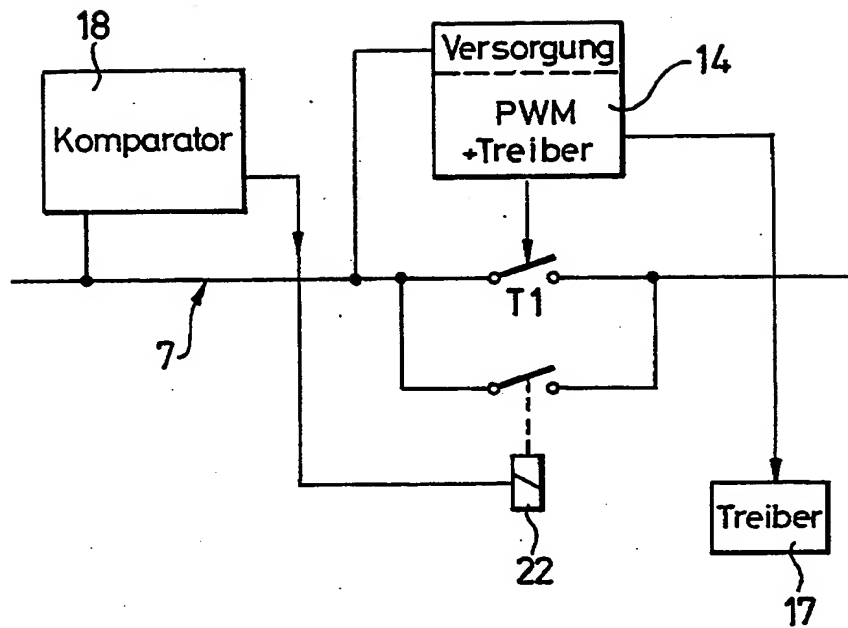 18
Komparator
Versorgung
PWM
+Treiber
14
7
T1
22
Treiber
17